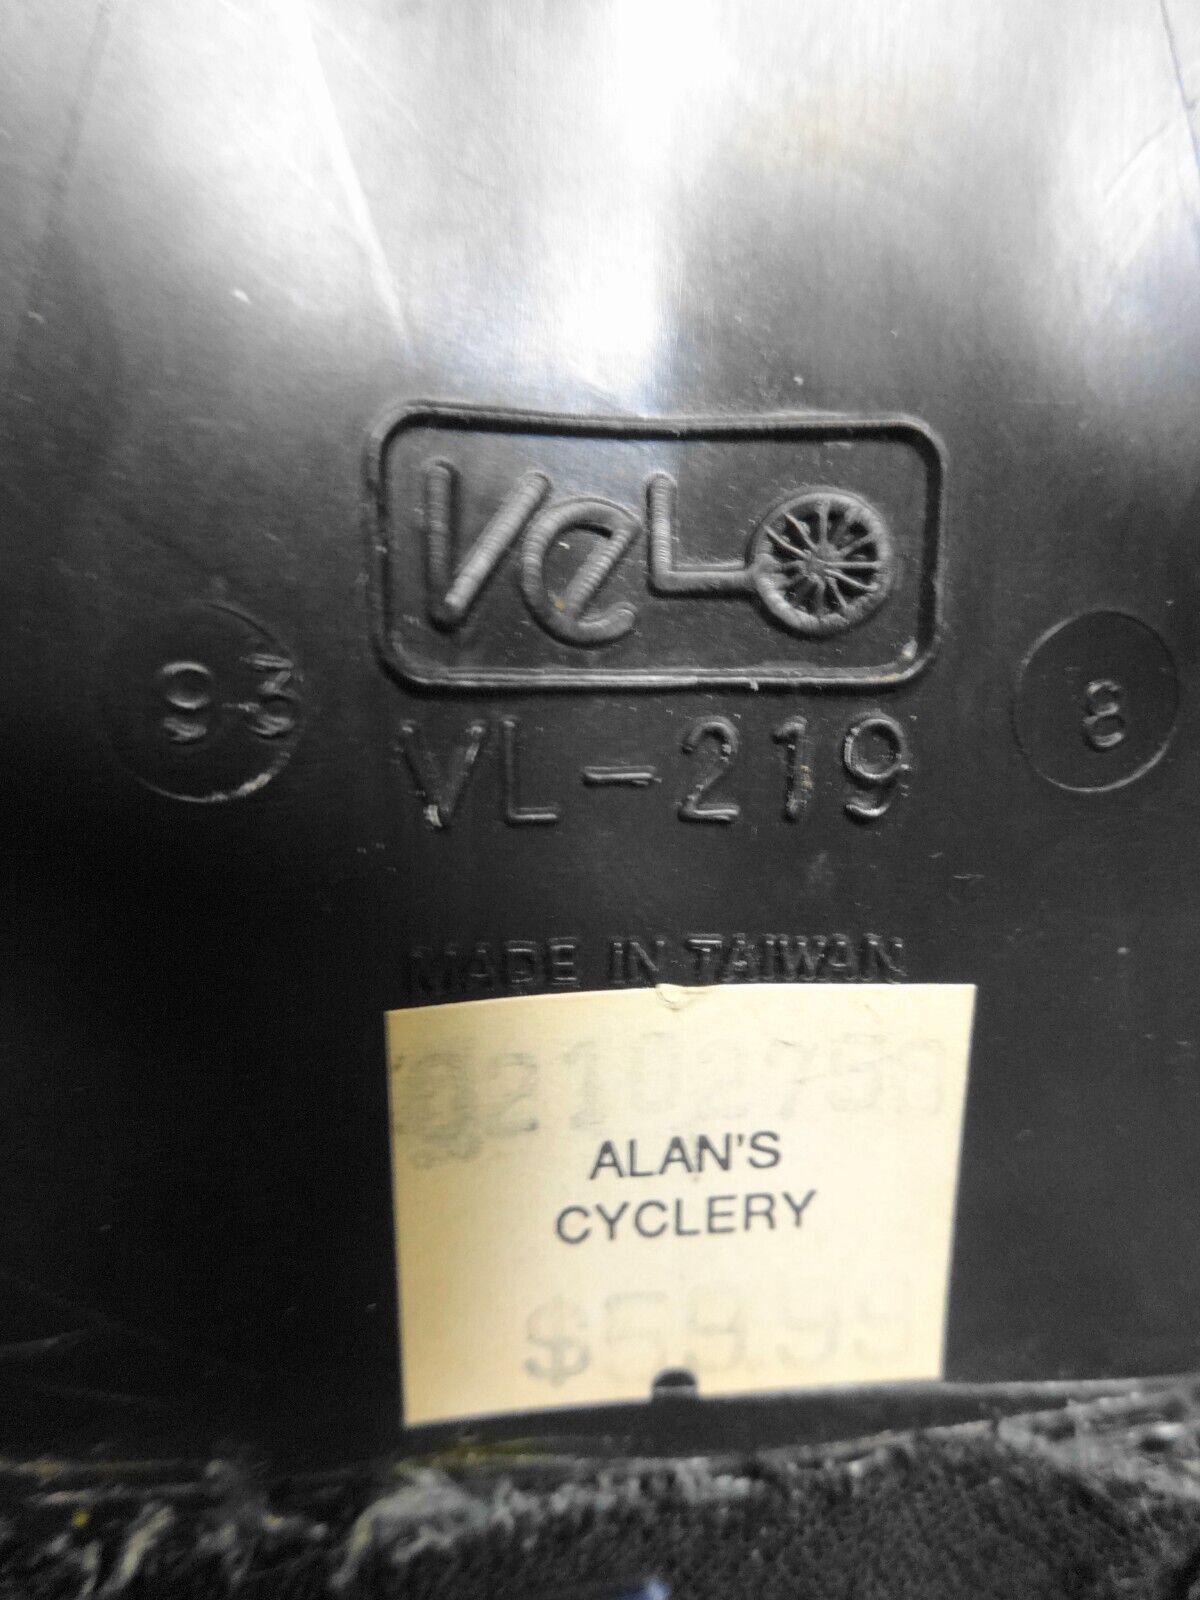 VELO
93
8
VL-219
MADE IN TAIWAN
ALAN'S
CYCLERY